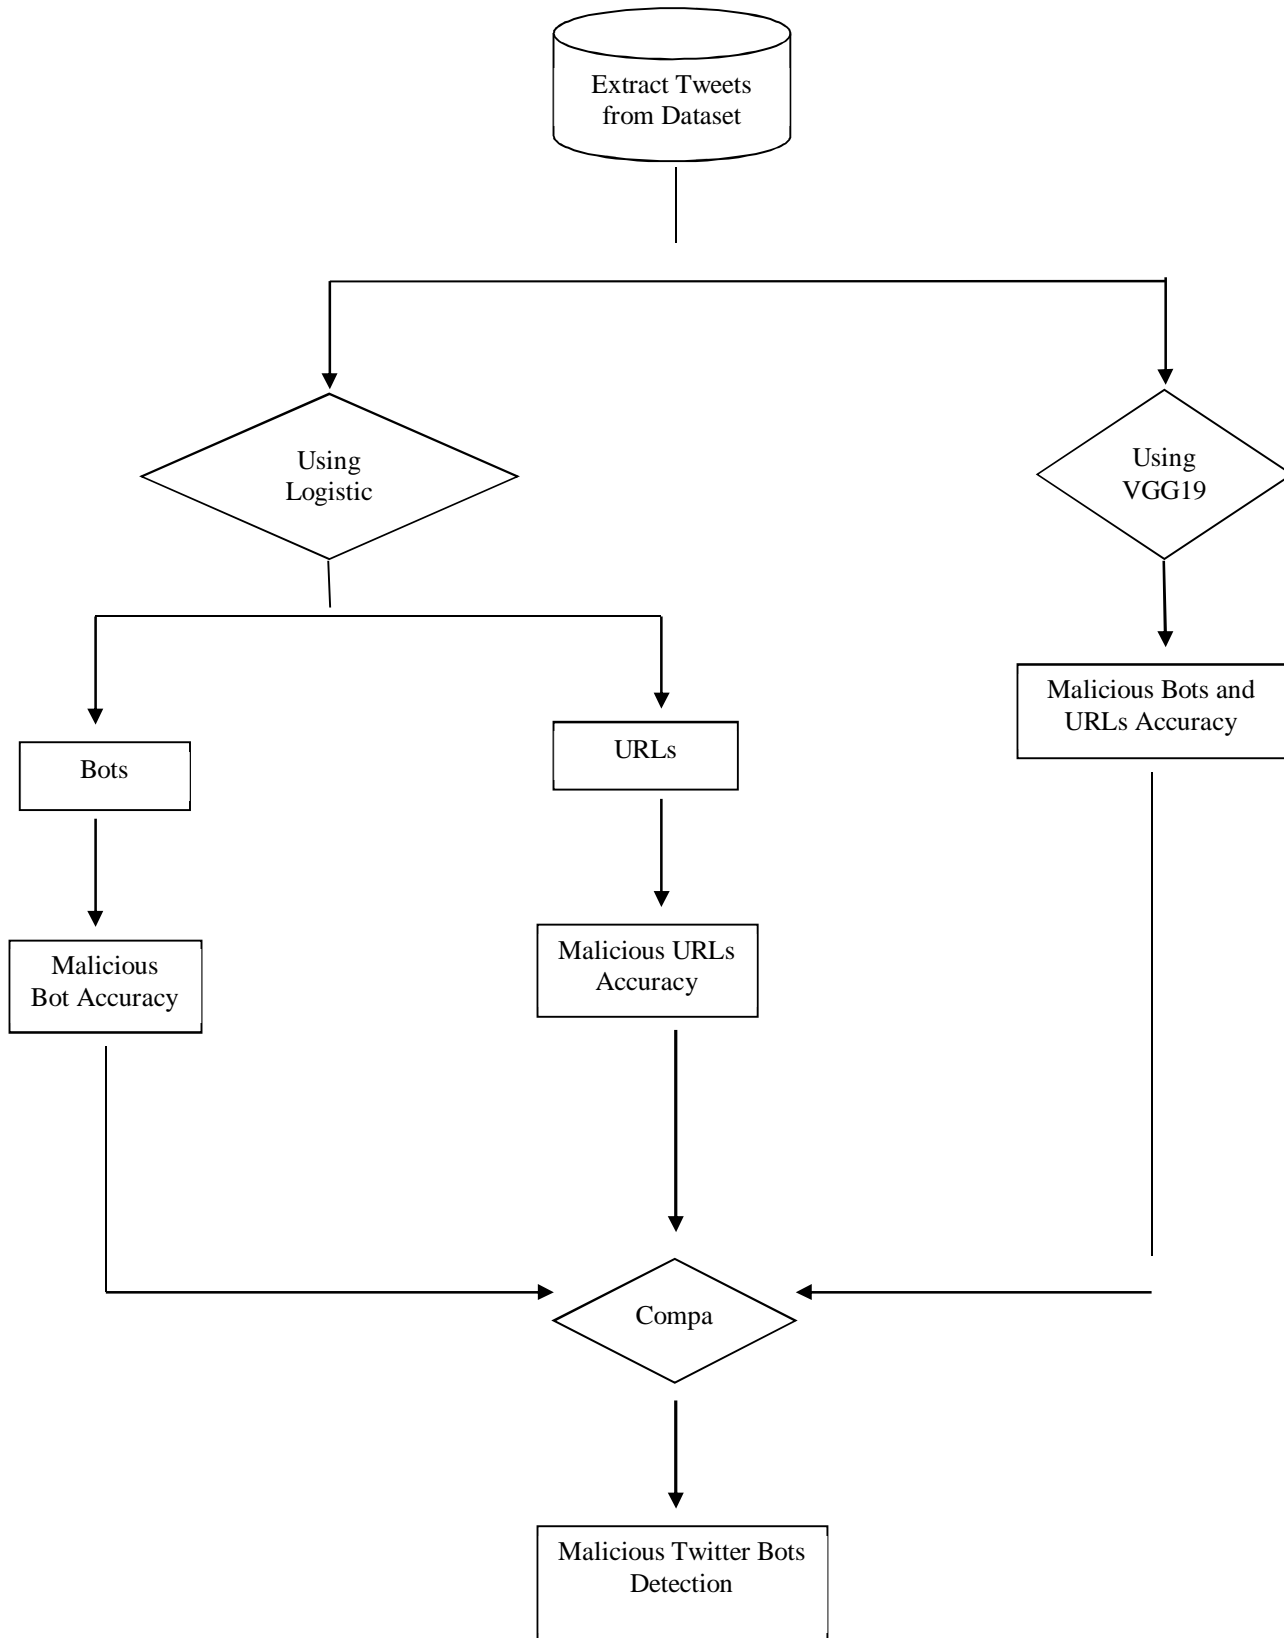 Extract Tweets
from Dataset
Using
Logistic
Using
VGG19
Bots
URLs
Malicious Bots and
URLs Accuracy
Malicious
Bot Accuracy
Malicious URLs
Accuracy
Compa
Malicious Twitter Bots
Detection